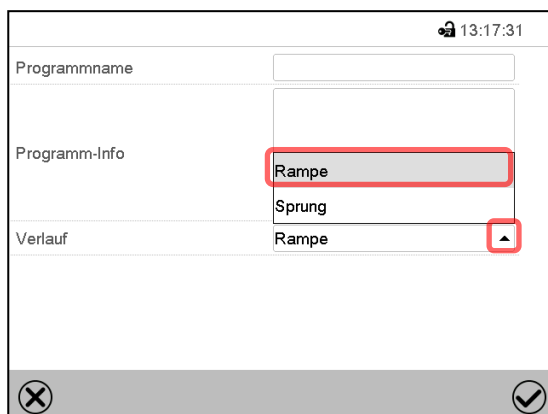 13:17:31
Programmname
Programm-Info
Rampe
Sprung
Verlauf
Rampe